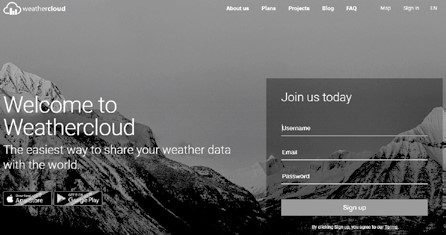 weathercloud
About us Plans Projects Blog FAQ Map Sign in EN
Welcome to
Weathercloud
The easiest way to share your weather data
with the world.
App Store
Google Play
Join us today
Username
Email
Password
Sign up
By clicking Sign up, you agree to our Terms